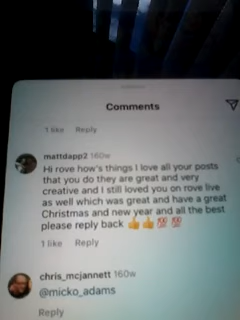 Comments
1 like Reply
mattdapp2 160w
Hi rove how's things I love all your posts
that you do they are great and very
creative and I still loved you on rove live
as well which was great and have a great
Christmas and new year and all the best
please reply back 👍👍💯💯
1 like Reply
chris_mcjannett 160w
@micko_adams
Reply